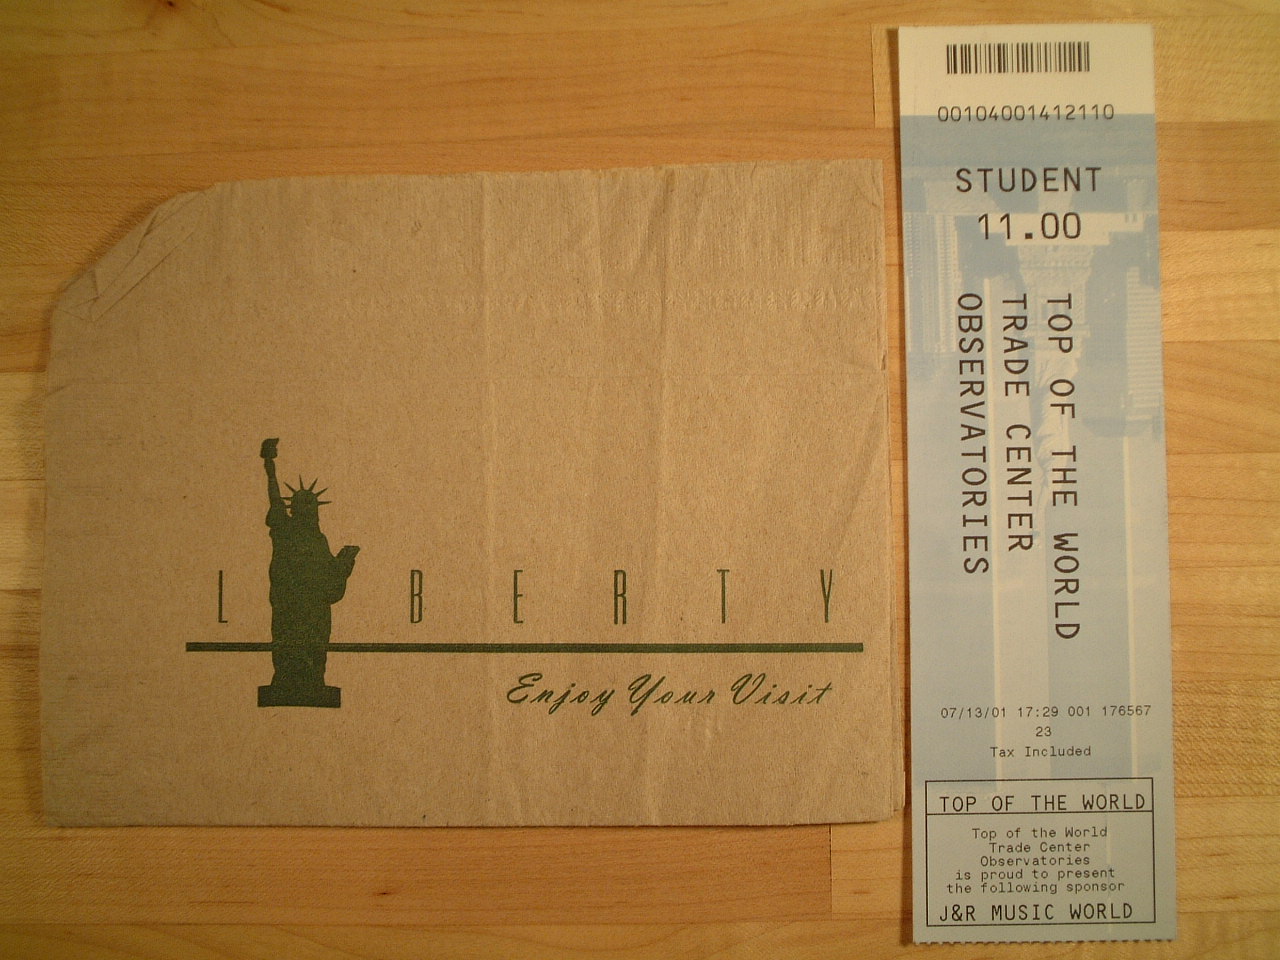 L BERTY
Enjoy Your Visit
00104001412110
STUDENT
11.00
TOP OF THE WORLD
TRADE CENTER
OBSERVATORIES
07/13/01 17:29 001 176567
23
Tax Included
TOP OF THE WORLD
Top of the World
Trade Center
Observatories
is proud to present
the following sponsor
J&R MUSIC WORLD